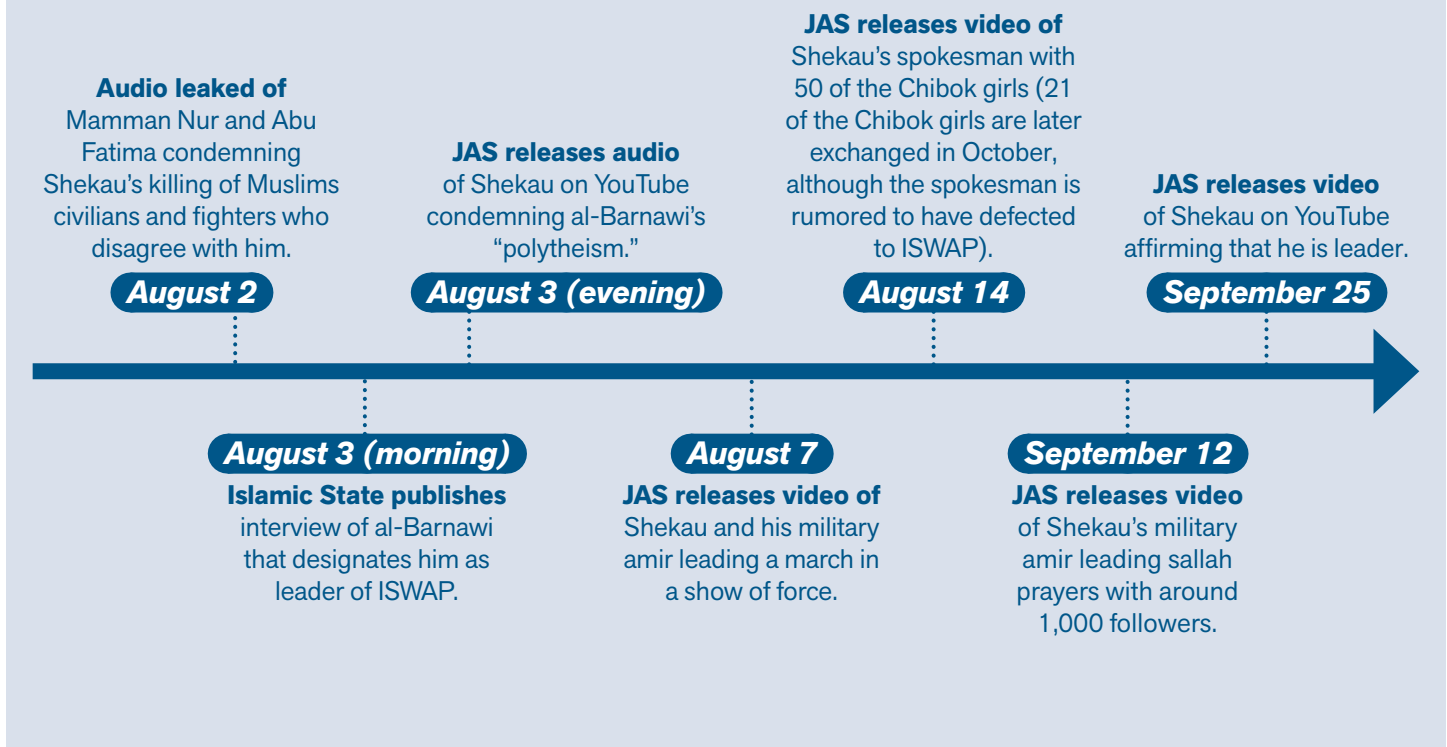 Audio leaked of
Mamman Nur and Abu
Fatima condemning
Shekau's killing of Muslims
civilians and fighters who
disagree with him.
August 2
Islamic State publishes
interview of al-Barnawi
that designates him as
leader of ISWAP.
August 3 (morning)
JAS releases audio
of Shekau on YouTube
condemning al-Barnawi's
“polytheism.”
August 3 (evening)
August 7
JAS releases video of
Shekau and his military
amir leading a march in
a show of force.
JAS releases video of
Shekau's spokesman with
50 of the Chibok girls (21
of the Chibok girls are later
exchanged in October,
although the spokesman is
rumored to have defected
to ISWAP).
August 14
September 12
JAS releases video
of Shekau's military
amir leading sallah
prayers with around
1,000 followers.
JAS releases video
of Shekau on YouTube
affirming that he is leader.
September 25